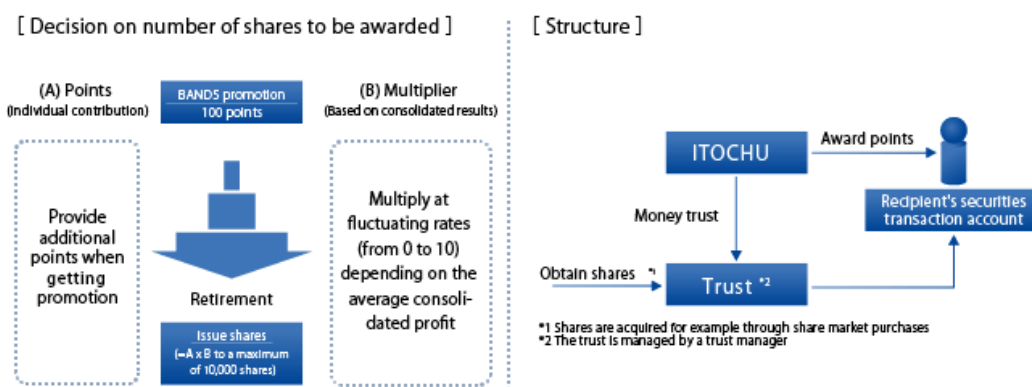 [ Decision on number of shares to be awarded ]
(A) Points
(Individual contribution)
BAND5 promotion
100 points
(B) Multiplier
(Based on consolidated results)
Provide
additional
points when
getting
promotion
Multiply at
fluctuating rates
(from 0 to 10)
depending on the
average consoli-
dated profit
Retirement
Issue shares
(=A x B to a maximum
of 10,000 shares)
[ Structure ]
ITOCHU
Award points
Recipient's securities
transaction account
Money trust
Obtain shares *1
Trust *2
*1 Shares are acquired for example through share market purchases
*2 The trust is managed by a trust manager